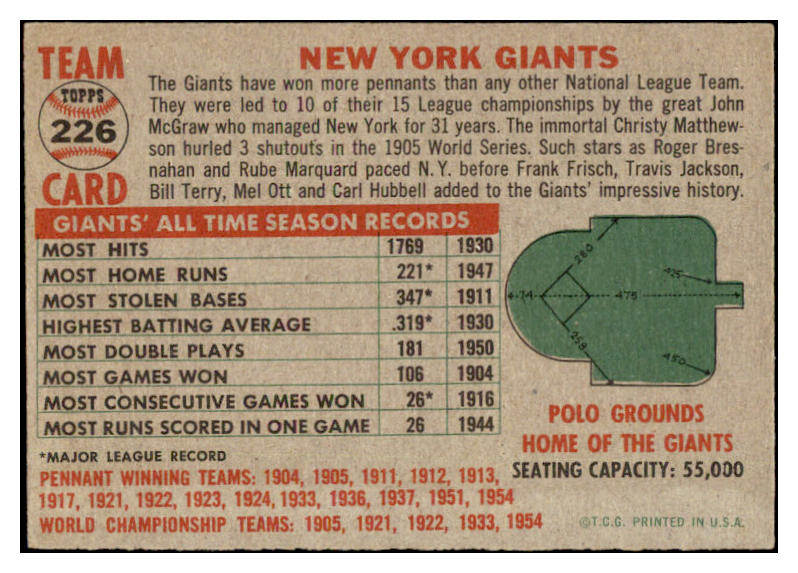 TEAM
TOPPS
226
CARD
NEW YORK GIANTS
The Giants have won more pennants than any other National League Team.
They were led to 10 of their 15 League championships by the great John
McGraw who managed New York for 31 years. The immortal Christy Matthew-
son hurled 3 shutouts in the 1905 World Series. Such stars as Roger Bres-
nahan and Rube Marquard paced N.Y. before Frank Frisch, Travis Jackson,
Bill Terry, Mel Ott and Carl Hubbell added to the Giants' impressive history.
GIANTS' ALL TIME SEASON RECORDS
MOST HITS 1769 1930
MOST HOME RUNS 221* 1947
MOST STOLEN BASES 347* 1911
HIGHEST BATTING AVERAGE .319* 1930
MOST DOUBLE PLAYS 181 1950
MOST GAMES WON 106 1904
MOST CONSECUTIVE GAMES WON 26* 1916
MOST RUNS SCORED IN ONE GAME 26 1944
*MAJOR LEAGUE RECORD
PENNANT WINNING TEAMS: 1904, 1905, 1911, 1912, 1913,
1917, 1921, 1922, 1923, 1924, 1933, 1936, 1937, 1951, 1954
WORLD CHAMPIONSHIP TEAMS: 1905, 1921, 1922, 1933, 1954
280
425
74
475
258
450
POLO GROUNDS
HOME OF THE GIANTS
SEATING CAPACITY: 55,000
©T.C.G. PRINTED IN U.S.A.